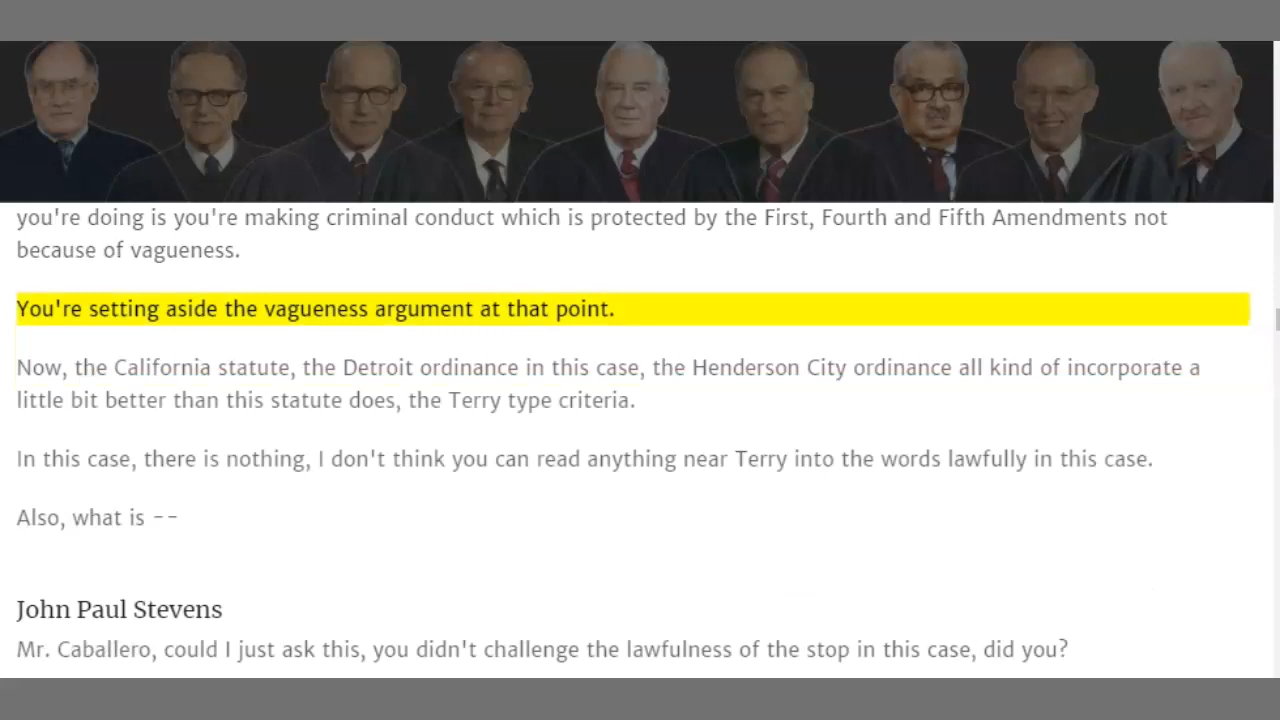 you're doing is you're making criminal conduct which is protected by the First, Fourth and Fifth Amendments not
because of vagueness.
You're setting aside the vagueness argument at that point.
Now, the California statute, the Detroit ordinance in this case, the Henderson City ordinance all kind of incorporate a
little bit better than this statute does, the Terry type criteria.
In this case, there is nothing, I don't think you can read anything near Terry into the words lawfully in this case.
Also, what is --
John Paul Stevens
Mr. Caballero, could I just ask this, you didn't challenge the lawfulness of the stop in this case, did you?